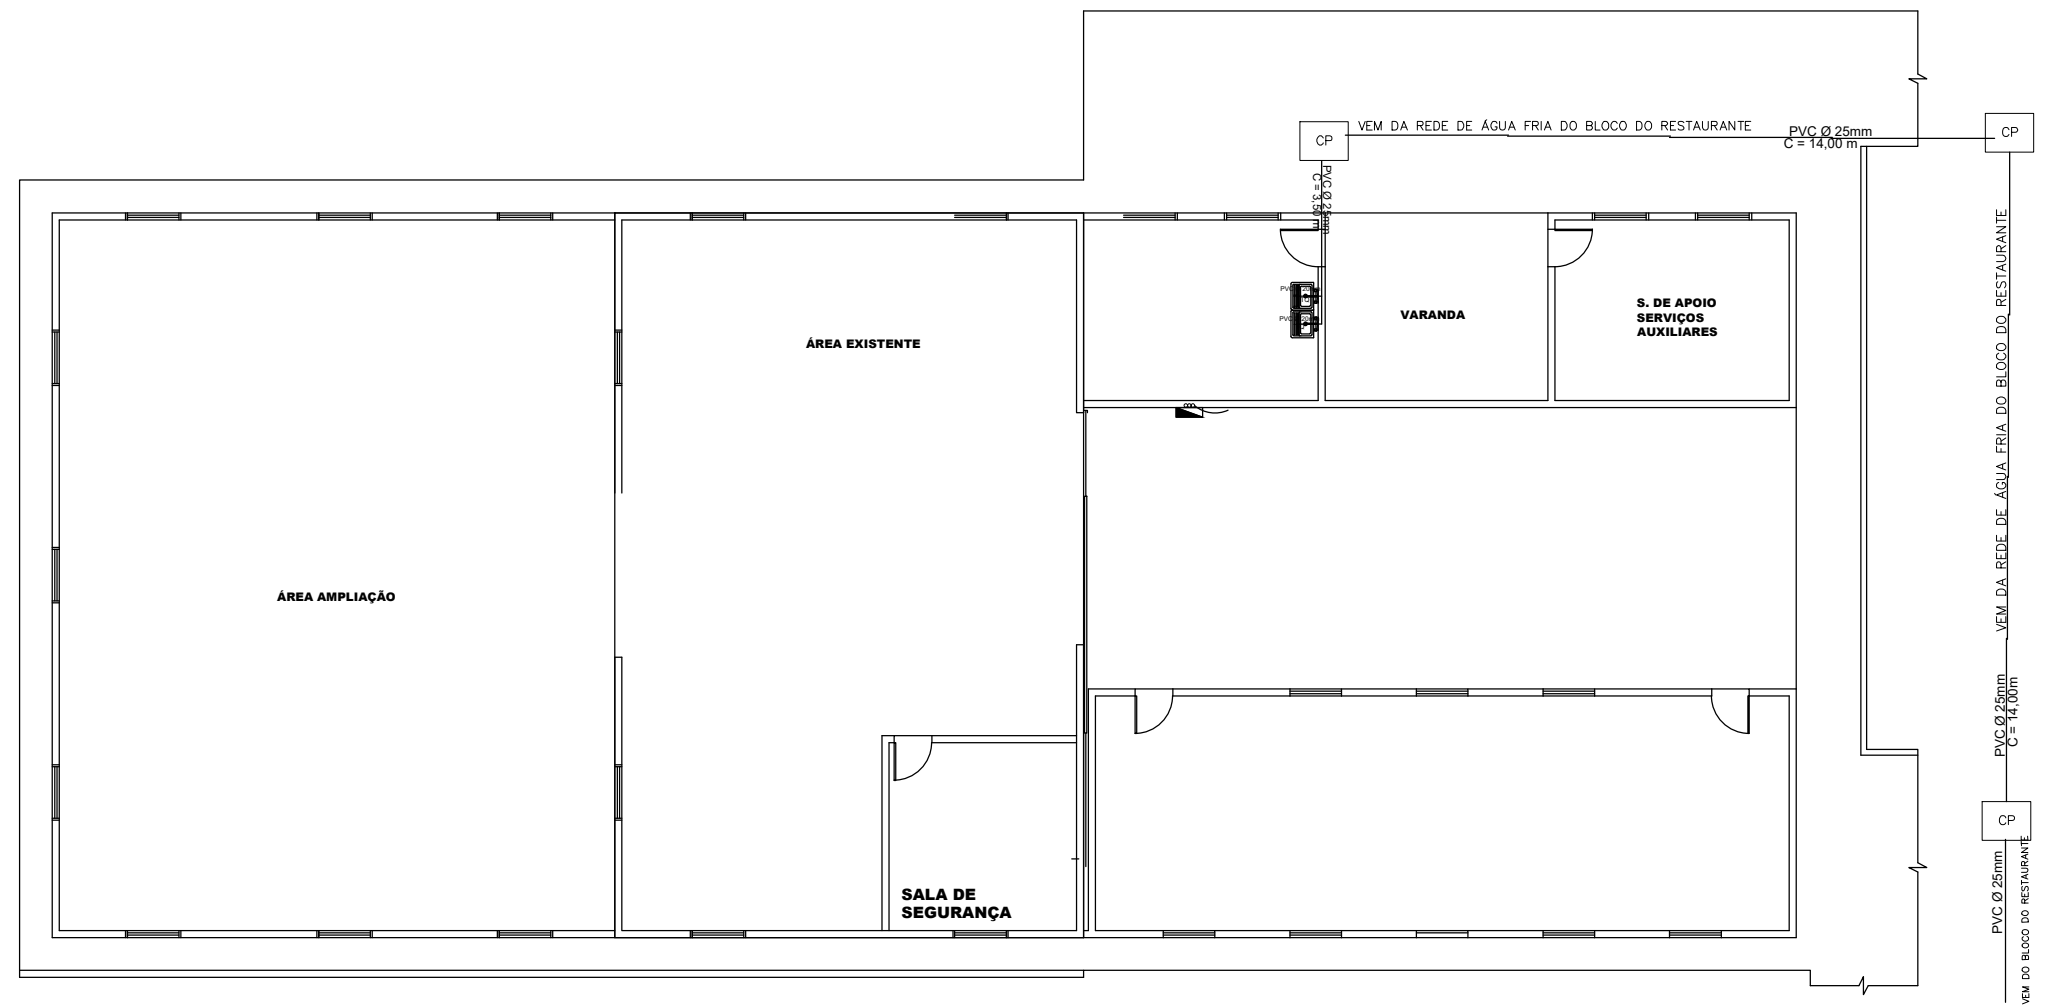 VEM DA REDE DE ÁGUA FRIA DO BLOCO DO RESTAURANTE
PVC Ø 25mm
C = 14,00 m
CP
CP
PVC Ø 25mm
C = 3,50 m
VEM DA REDE DE ÁGUA FRIA DO BLOCO DO RESTAURANTE
S. DE APOIO
SERVIÇOS
AUXILIARES
VARANDA
ÁREA EXISTENTE
ÁREA AMPLIAÇÃO
PVC Ø 25mm
C = 14,00m
CP
SALA DE
SEGURANÇA
PVC Ø 25mm
VEM DO BLOCO DO RESTAURANTE